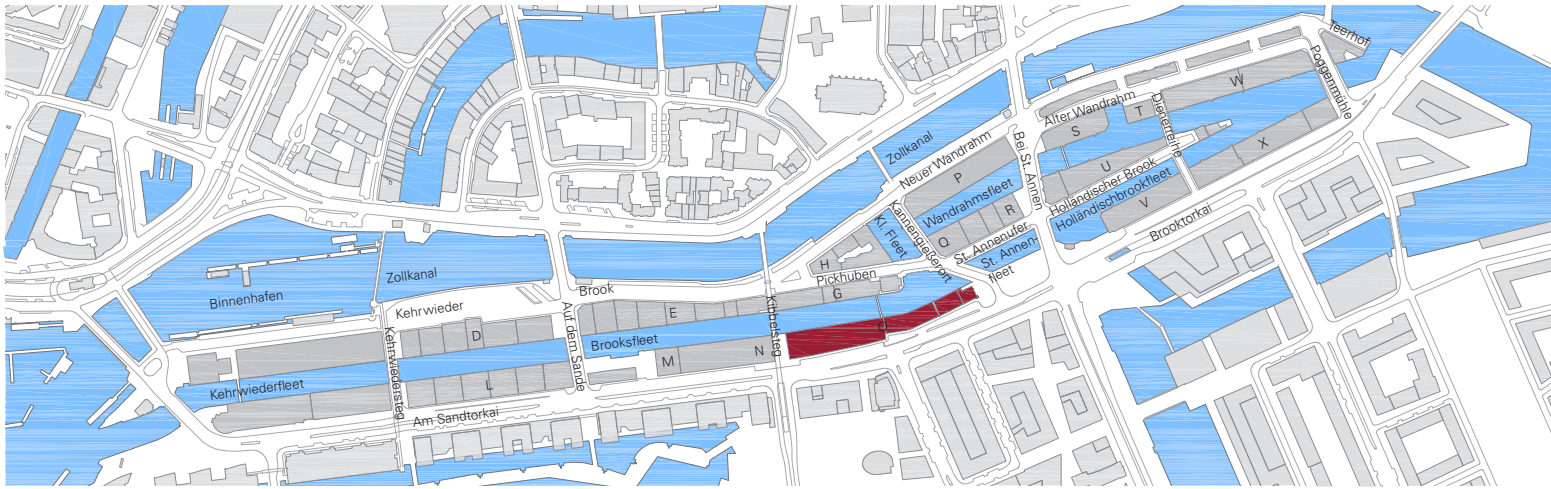 Teerhof
Poggenmühle
W
Alter Wandrahm
T
Dienerreihe
S
Zollkanal
Neuer Wandrahm
Bei St. Annen
X
U
P
Holländischer Brook
Wandrahmsfleet
Holländischbrookfleet
V
R
Kannengießerort
Kl. Fleet
Q
St. Annenufer
Brooktorkai
St. Annen-
fleet
H
Pickhuben
Zollkanal
Binnenhafen
Brook
G
Kehrwieder
Auf dem Sande
Kibbelsteg
E
O
Kehrwiedersteg
D
Brooksfleet
M
N
Kehrwiederfleet
L
Am Sandtorkai